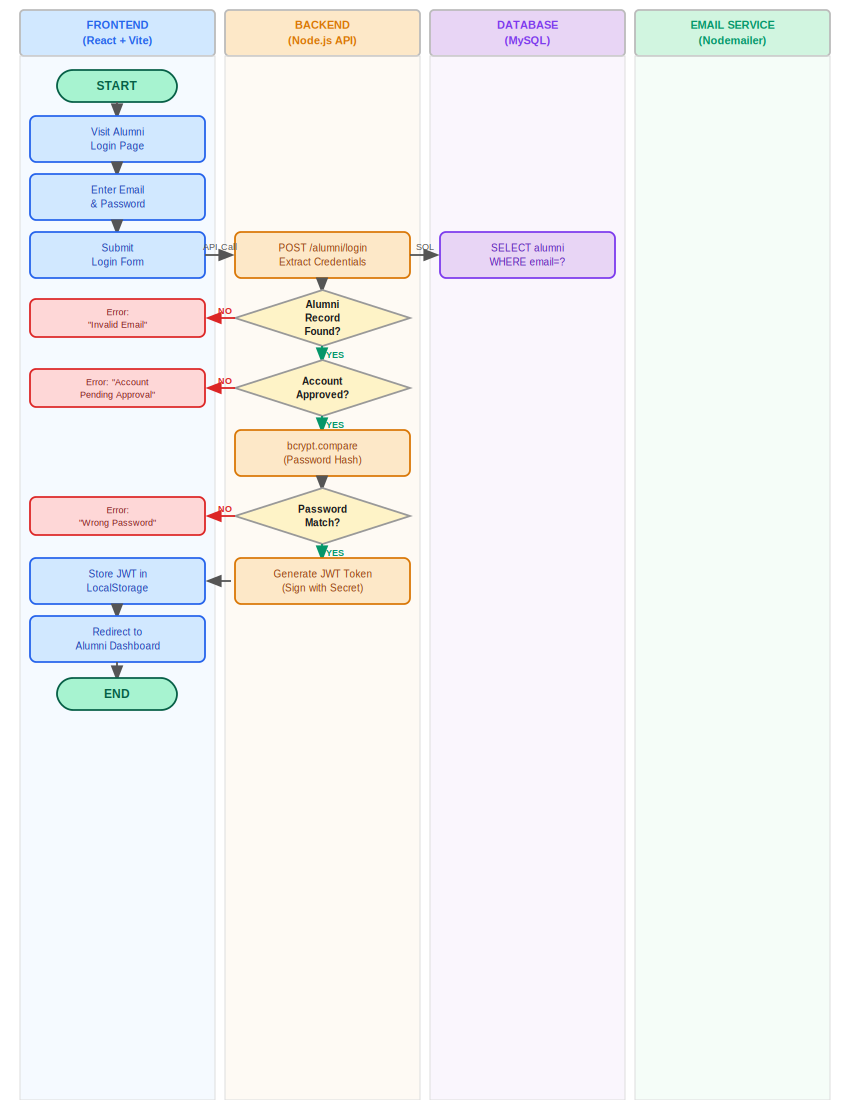 FRONTEND
(React + Vite)
BACKEND
(Node.js API)
DATABASE
(MySQL)
EMAIL SERVICE
(Nodemailer)
START
Visit Alumni
Login Page
Enter Email
& Password
Submit
Login Form
API Call
POST /alumni/login
Extract Credentials
SQL
SELECT alumni
WHERE email=?
Alumni
Record
Found?
NO
Error:
"Invalid Email"
YES
Account
Approved?
NO
Error: "Account
Pending Approval"
YES
bcrypt.compare
(Password Hash)
Password
Match?
NO
Error:
"Wrong Password"
YES
Generate JWT Token
(Sign with Secret)
Store JWT in
LocalStorage
Redirect to
Alumni Dashboard
END